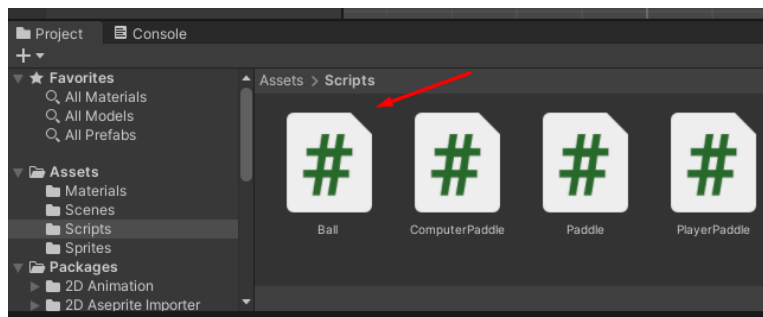 Project Console
+
Favorites
All Materials
All Models
All Prefabs
Assets
Materials
Scenes
Scripts
Sprites
Packages
2D Animation
2D Aseprite Importer
Assets > Scripts
# # # #
Ball ComputerPaddle Paddle PlayerPaddle